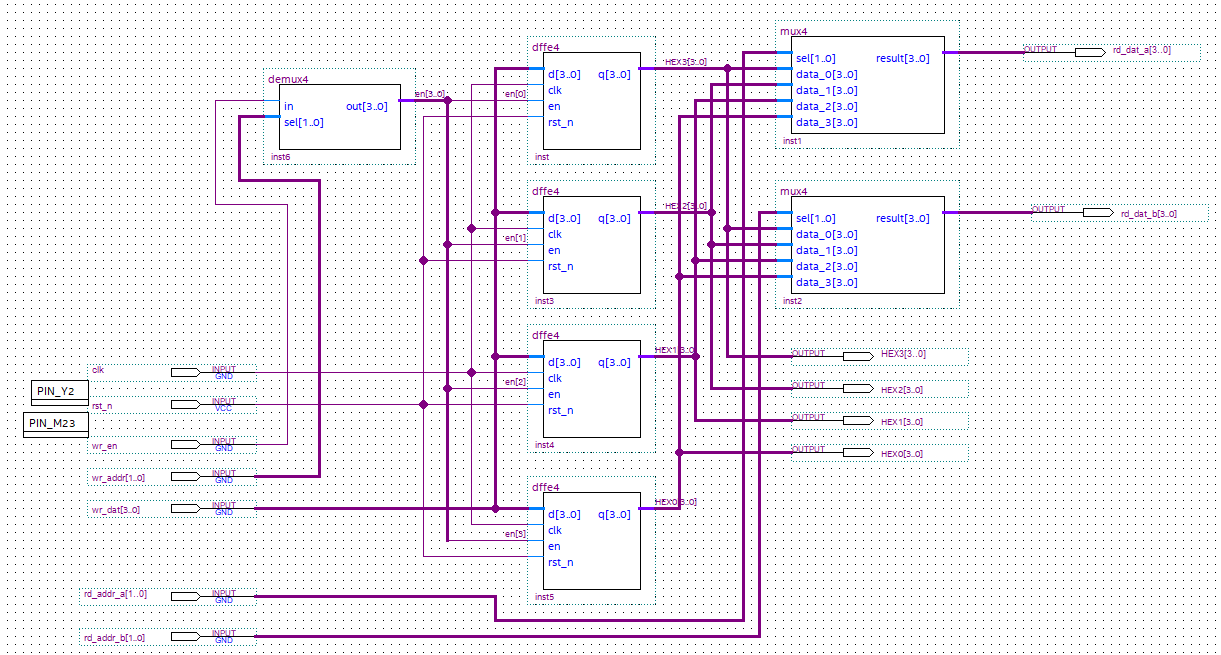 demux4
in out[3..0]
sel[1..0]
inst6
en[3..0]
dffe4
d[3..0] q[3..0]
clk
en
rst_n
inst
en[0]
HEX3[3..0]
dffe4
d[3..0] q[3..0]
clk
en
rst_n
inst3
en[1]
HEX2[3..0]
dffe4
d[3..0] q[3..0]
clk
en
rst_n
inst4
en[2]
HEX1[3..0]
dffe4
d[3..0] q[3..0]
clk
en
rst_n
inst5
en[3]
HEX0[3..0]
mux4
sel[1..0] result[3..0]
data_0[3..0]
data_1[3..0]
data_2[3..0]
data_3[3..0]
inst1
OUTPUT rd_dat_a[3..0]
mux4
sel[1..0] result[3..0]
data_0[3..0]
data_1[3..0]
data_2[3..0]
data_3[3..0]
inst2
OUTPUT rd_dat_b[3..0]
OUTPUT HEX3[3..0]
OUTPUT HEX2[3..0]
OUTPUT HEX1[3..0]
OUTPUT HEX0[3..0]
clk INPUT
GND
PIN_Y2
rst_n INPUT
VCC
PIN_M23
wr_en INPUT
GND
wr_addr[1..0] INPUT
GND
wr_dat[3..0] INPUT
GND
rd_addr_a[1..0] INPUT
GND
rd_addr_b[1..0] INPUT
GND